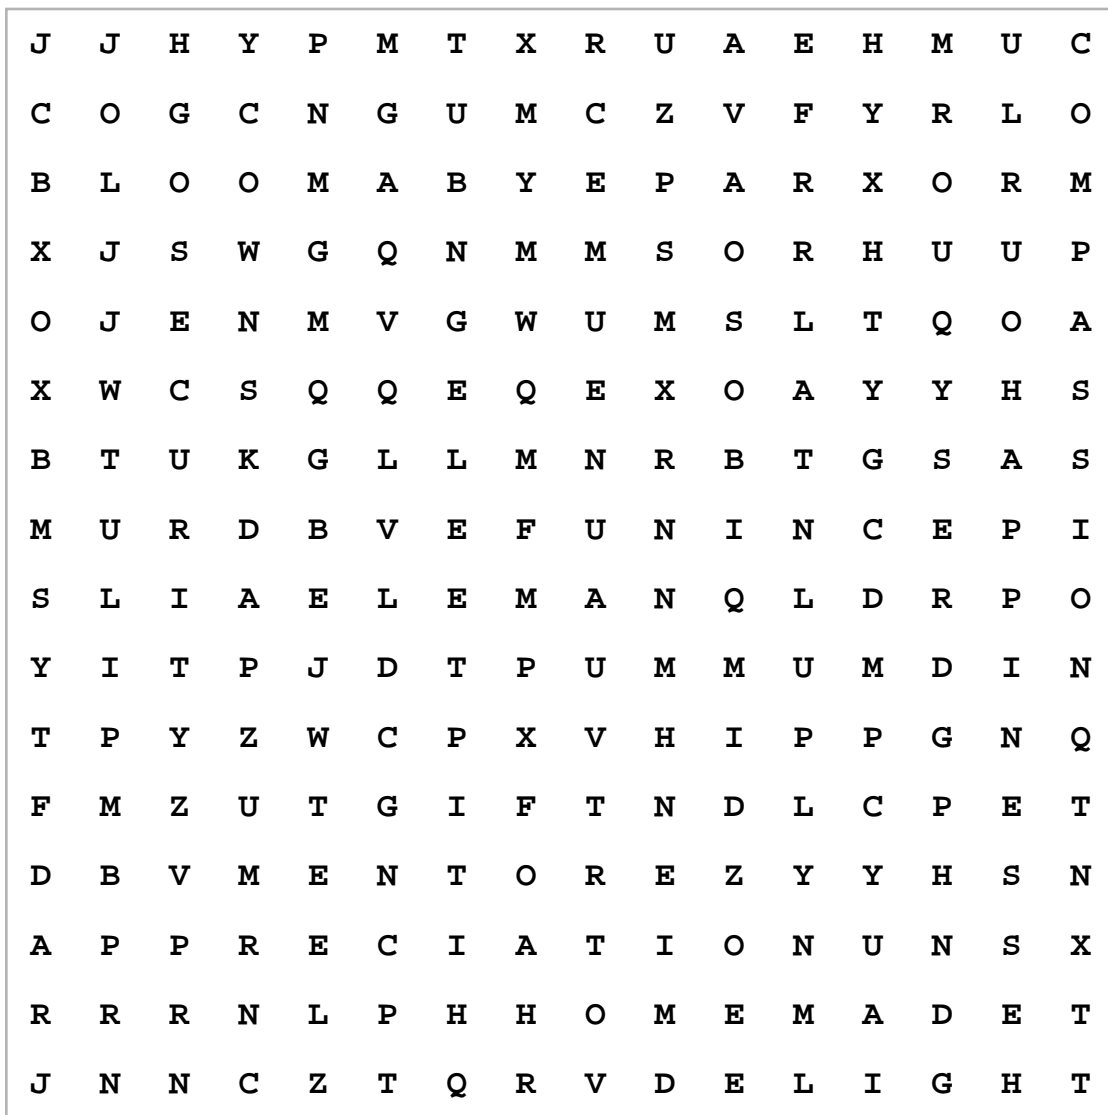 J J H Y P M T X R U A E H M U C
C O G C N G U M C Z V F Y R L O
B L O O M A B Y E P A R X O R M
X J S W G Q N M M S O R H U U P
O J E N M V G W U M S L T Q O A
X W C S Q Q E Q E X O A Y Y H S
B T U K G L L M N R B T G S A S
M U R D B V E F U N I N C E P I
S L I A E L E M A N Q L D R P O
Y I T P J D T P U M M U M D I N
T P Y Z W C P X V H I P P G N Q
F M Z U T G I F T N D L C P E T
D B V M E N T O R E Z Y Y H S N
A P P R E C I A T I O N U N S X
R R R N L P H H O M E M A D E T
J N N C Z T Q R V D E L I G H T